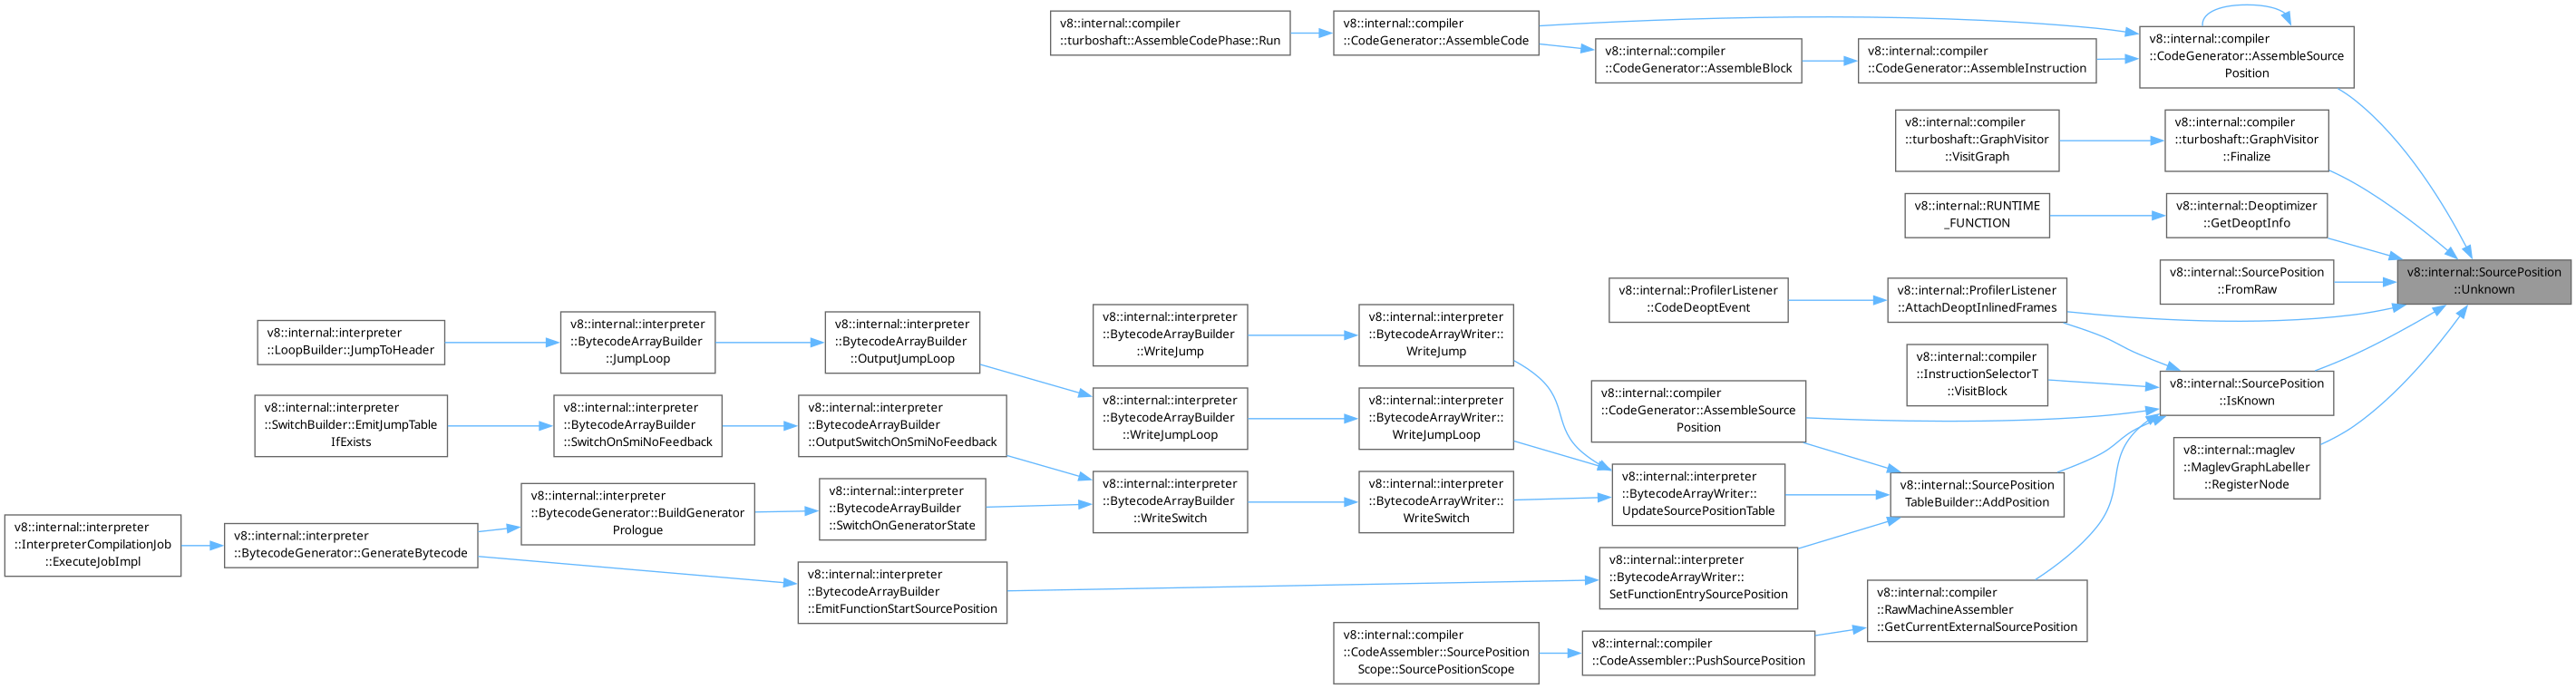 v8::internal::compiler
::turboshaft::AssembleCodePhase::Run
v8::internal::compiler
::CodeGenerator::AssembleCode
v8::internal::compiler
::CodeGenerator::AssembleBlock
v8::internal::compiler
::CodeGenerator::AssembleInstruction
v8::internal::compiler
::CodeGenerator::AssembleSource
Position
v8::internal::compiler
::turboshaft::GraphVisitor
::VisitGraph
v8::internal::compiler
::turboshaft::GraphVisitor
::Finalize
v8::internal::RUNTIME
_FUNCTION
v8::internal::Deoptimizer
::GetDeoptInfo
v8::internal::SourcePosition
::Unknown
v8::internal::SourcePosition
::FromRaw
v8::internal::ProfilerListener
::CodeDeoptEvent
v8::internal::ProfilerListener
::AttachDeoptInlinedFrames
v8::internal::interpreter
::LoopBuilder::JumpToHeader
v8::internal::interpreter
::BytecodeArrayBuilder
::JumpLoop
v8::internal::interpreter
::BytecodeArrayBuilder
::OutputJumpLoop
v8::internal::interpreter
::BytecodeArrayBuilder
::WriteJump
v8::internal::interpreter
::BytecodeArrayWriter::
WriteJump
v8::internal::compiler
::InstructionSelectorT
::VisitBlock
v8::internal::SourcePosition
::IsKnown
v8::internal::interpreter
::SwitchBuilder::EmitJumpTable
IfExists
v8::internal::interpreter
::BytecodeArrayBuilder
::SwitchOnSmiNoFeedback
v8::internal::interpreter
::BytecodeArrayBuilder
::OutputSwitchOnSmiNoFeedback
v8::internal::interpreter
::BytecodeArrayBuilder
::WriteJumpLoop
v8::internal::interpreter
::BytecodeArrayWriter::
WriteJumpLoop
v8::internal::compiler
::CodeGenerator::AssembleSource
Position
v8::internal::maglev
::MaglevGraphLabeller
::RegisterNode
v8::internal::interpreter
::InterpreterCompilationJob
::ExecuteJobImpl
v8::internal::interpreter
::BytecodeGenerator::GenerateBytecode
v8::internal::interpreter
::BytecodeGenerator::BuildGenerator
Prologue
v8::internal::interpreter
::BytecodeArrayBuilder
::SwitchOnGeneratorState
v8::internal::interpreter
::BytecodeArrayBuilder
::WriteSwitch
v8::internal::interpreter
::BytecodeArrayWriter::
WriteSwitch
v8::internal::interpreter
::BytecodeArrayWriter::
UpdateSourcePositionTable
v8::internal::SourcePosition
TableBuilder::AddPosition
v8::internal::interpreter
::BytecodeArrayBuilder
::EmitFunctionStartSourcePosition
v8::internal::interpreter
::BytecodeArrayWriter::
SetFunctionEntrySourcePosition
v8::internal::compiler
::RawMachineAssembler
::GetCurrentExternalSourcePosition
v8::internal::compiler
::CodeAssembler::SourcePosition
Scope::SourcePositionScope
v8::internal::compiler
::CodeAssembler::PushSourcePosition